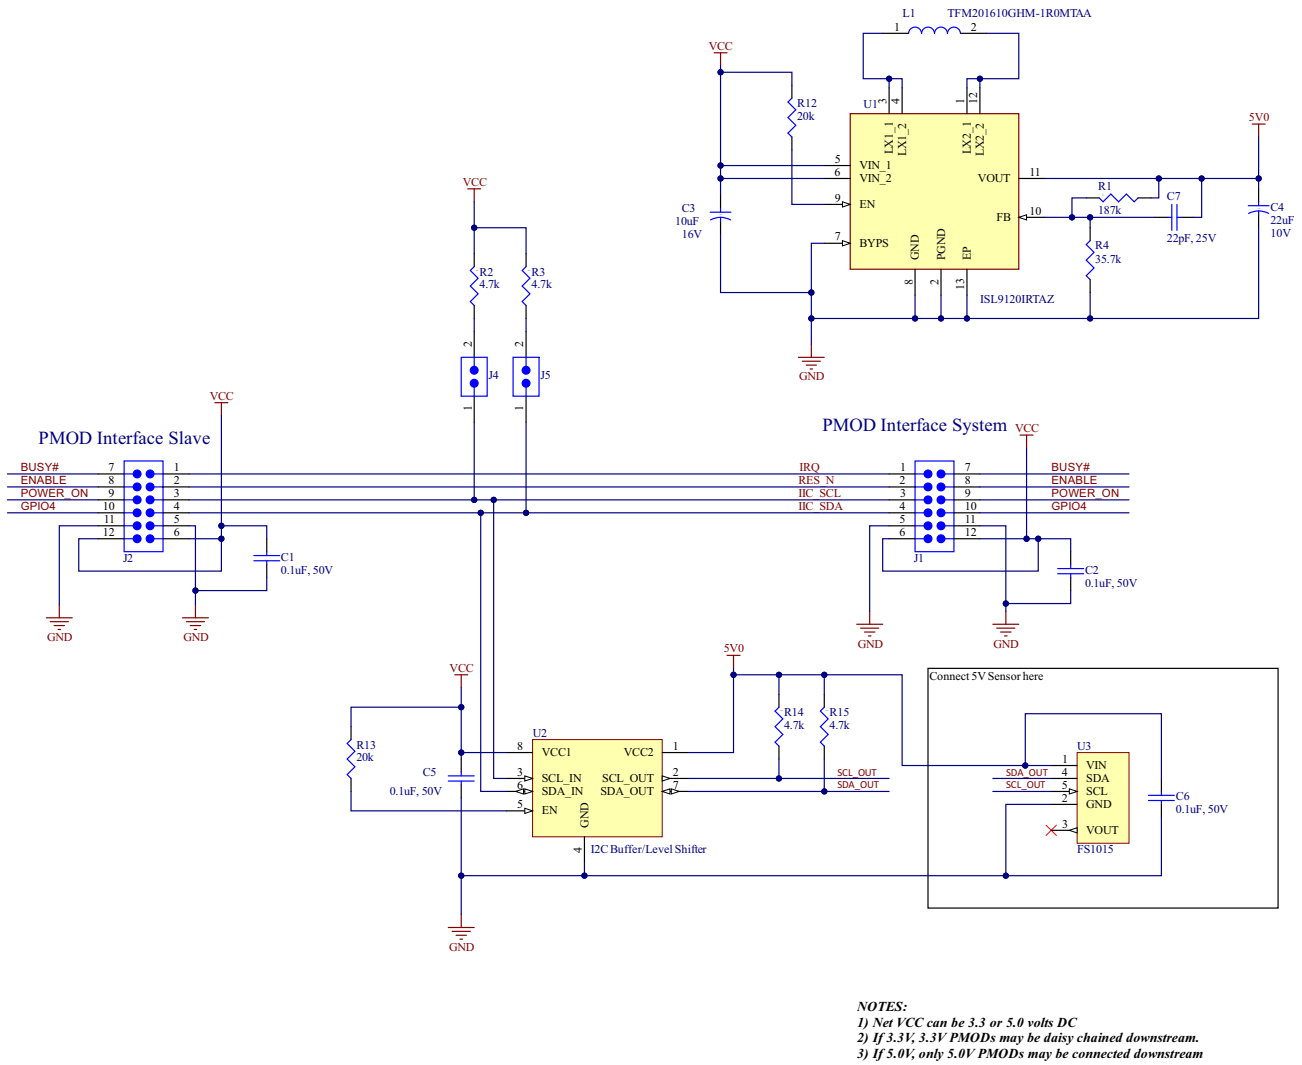 L1 TFM201610GHM-1R0MTAA
1 2
VCC
R12
20k
U1
3 4 1 12
LX1_1 LX1_2 LX2_1 LX2_2
5 VIN_1
6 VIN_2
9 EN
7 BYPS
VOUT 11
FB 10
GND PGND EP
8 2 13
ISL9120IRTAZ
C3
10uF
16V
5V0
R1
187k
C7
22pF, 25V
R4
35.7k
C4
22uF
10V
GND
VCC
R2
4.7k
R3
4.7k
2 2
J4 J5
1 1
VCC
PMOD Interface Slave
BUSY# 7 1
ENABLE 8 2
POWER_ON 9 3
GPIO4 10 4
11 5
12 6
J2
C1
0.1uF, 50V
GND GND
PMOD Interface System
VCC
IRQ 1 7 BUSY#
RES N 2 8 ENABLE
IIC SCL 3 9 POWER_ON
IIC SDA 4 10 GPIO4
5 11
6 12
J1
C2
0.1uF, 50V
GND GND
VCC
R13
20k
C5
0.1uF, 50V
U2
8 VCC1 VCC2 1
3 SCL_IN SCL_OUT 2
6 SDA_IN SDA_OUT 7
5 EN
GND
4
I2C Buffer/Level Shifter
GND
5V0
R14
4.7k
R15
4.7k
SCL_OUT
SDA_OUT
Connect 5V Sensor here
U3
1 VIN
SDA_OUT 4 SDA
SCL_OUT 5 SCL
2 GND
3 VOUT
FS1015
C6
0.1uF, 50V
NOTES:
1) Net VCC can be 3.3 or 5.0 volts DC
2) If 3.3V, 3.3V PMODs may be daisy chained downstream.
3) If 5.0V, only 5.0V PMODs may be connected downstream